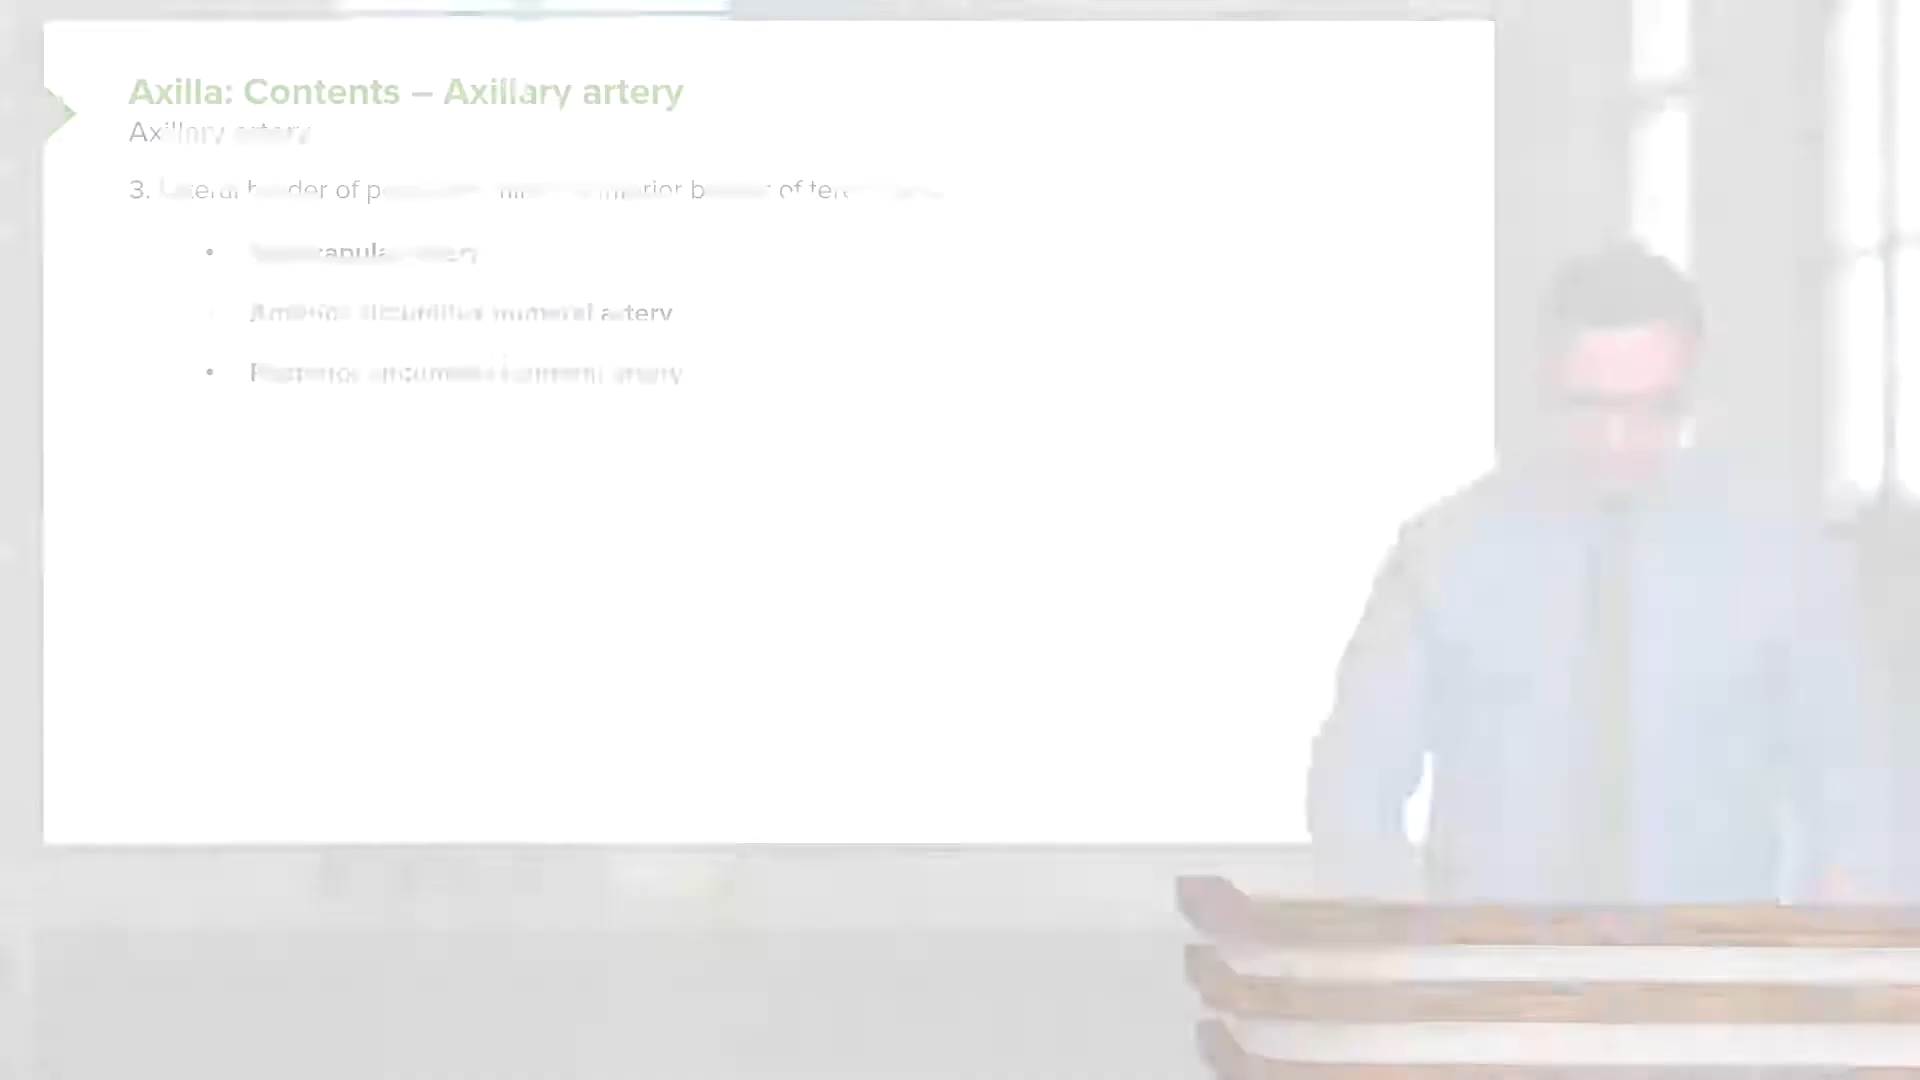 Axilla: Contents – Axillary artery
Axillary artery
3. Lateral border of pectoralis minor to inferior border of teres
• Subscapular artery
Anterior circumflex humeral artery
• Posterior circumflex humeral artery